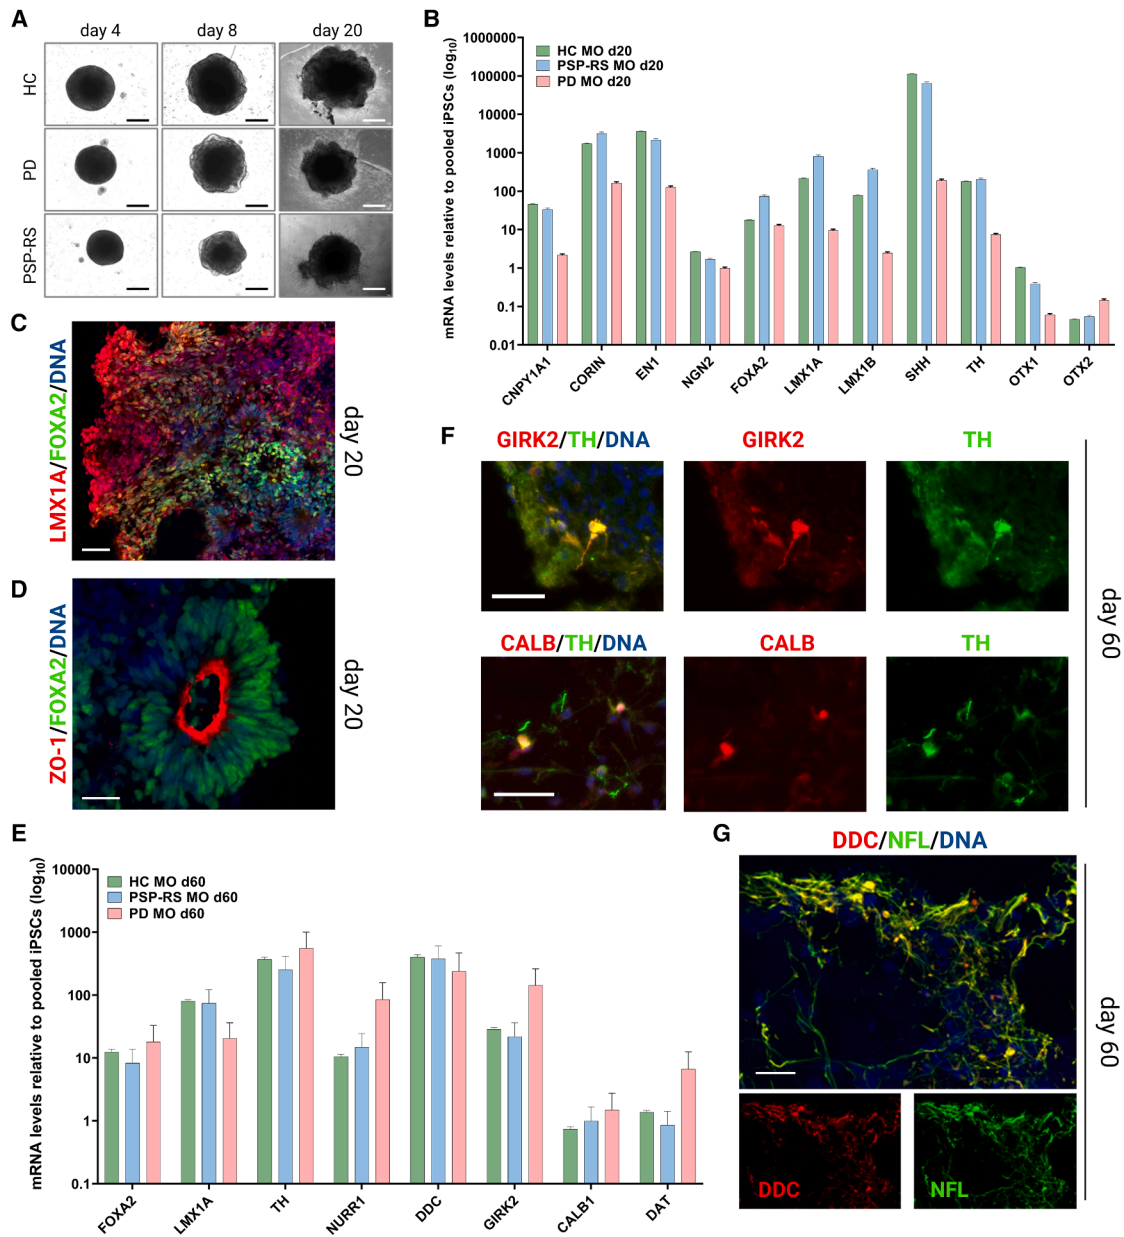 A
day 4
day 8
day 20
HC
PD
PSP-RS
B
mRNA levels relative to pooled iPSCs (log10)
1000000
100000
10000
1000
100
10
1
0.1
0.01
HC MO d20
PSP-RS MO d20
PD MO d20
CNPY1A1
CORIN
EN1
NGN2
FOXA2
LMX1A
LMX1B
SHH
TH
OTX1
OTX2
C
LMX1A/FOXA2/DNA
day 20
D
ZO-1/FOXA2/DNA
day 20
F
GIRK2/TH/DNA
GIRK2
TH
CALB/TH/DNA
CALB
TH
day 60
E
mRNA levels relative to pooled iPSCs (log10)
10000
1000
100
10
1
0.1
HC MO d60
PSP-RS MO d60
PD MO d60
FOXA2
LMX1A
TH
NURR1
DDC
GIRK2
CALB1
DAT
G
DDC/NFL/DNA
day 60
DDC
NFL